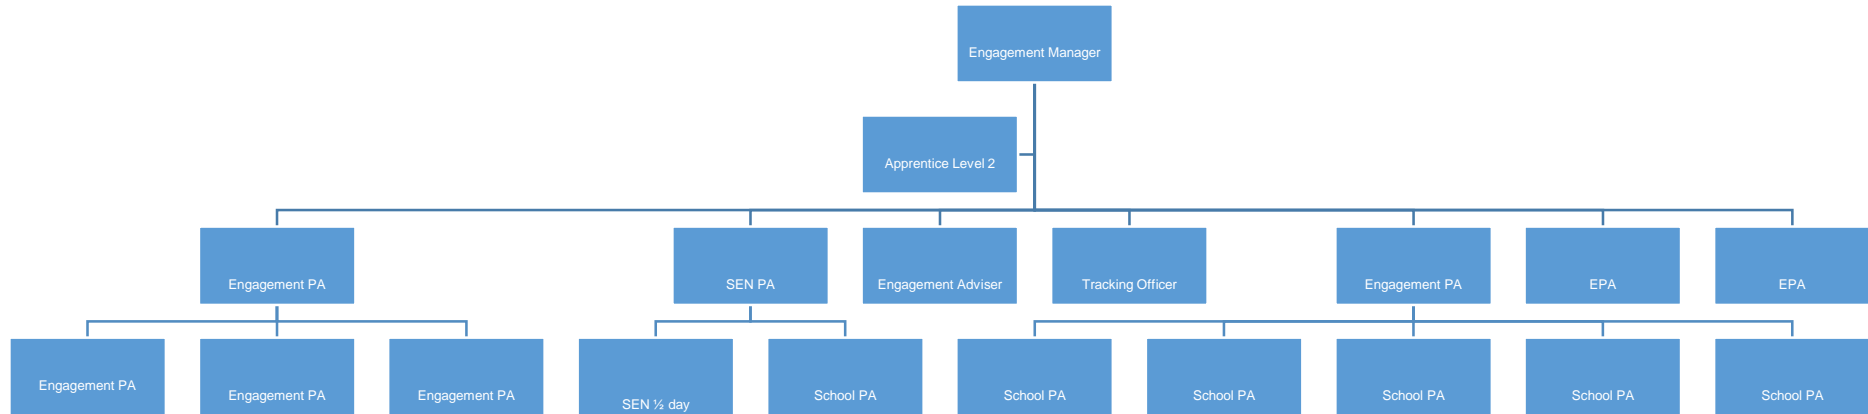 Engagement Manager
Apprentice Level 2
Engagement PA
SEN PA
Engagement Adviser
Tracking Officer
Engagement PA
EPA
EPA
Engagement PA
Engagement PA
Engagement PA
SEN ½ day
School PA
School PA
School PA
School PA
School PA
School PA